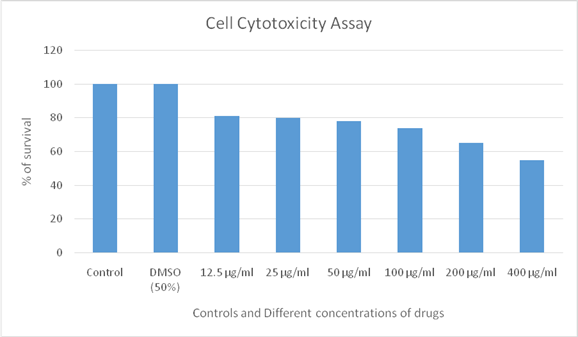 Cell Cytotoxicity Assay
120
100
80
60
40
20
0
% of survival
Control
DMSO
(50%)
12.5 µg/ml
25 µg/ml
50 µg/ml
100 µg/ml
200 µg/ml
400 µg/ml
Controls and Different concentrations of drugs